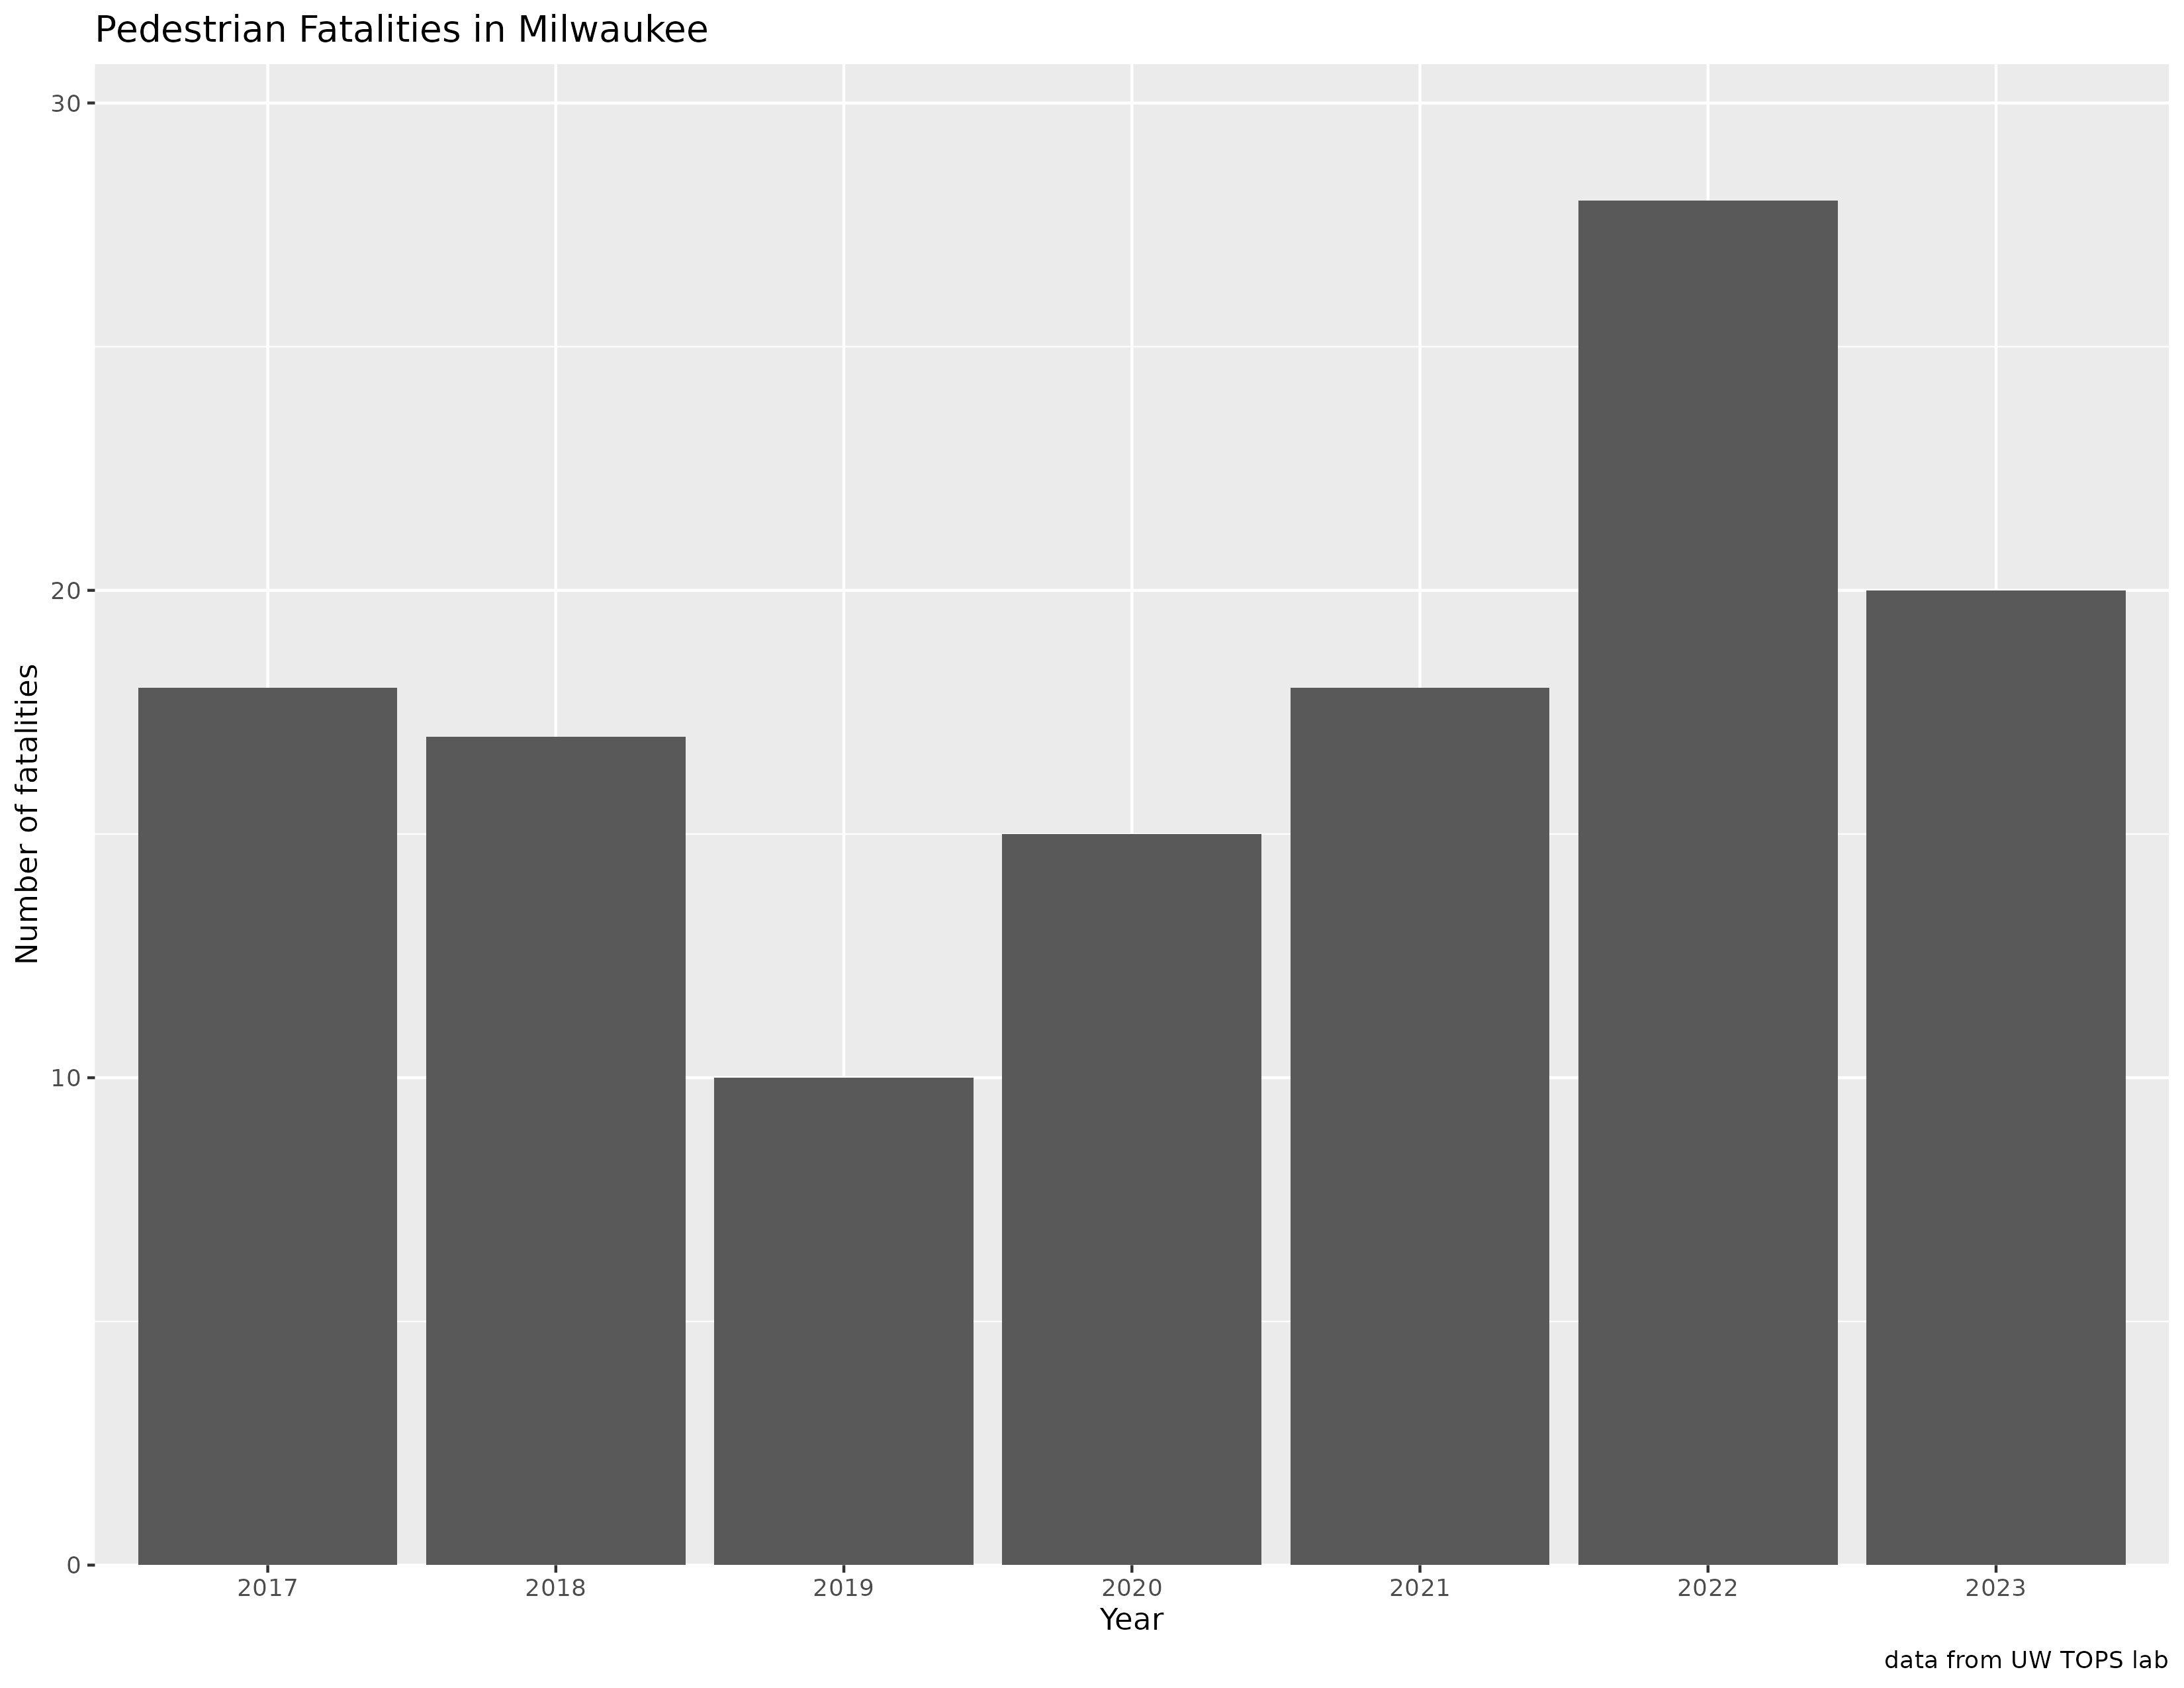 Pedestrian Fatalities in Milwaukee
Number of fatalities
30
20
10
0
2017 2018 2019 2020 2021 2022 2023
Year
data from UW TOPS lab